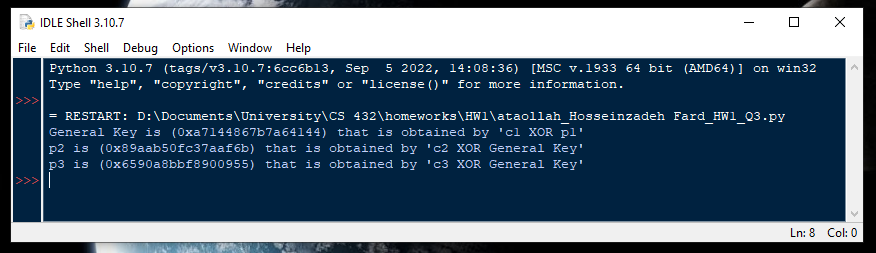 IDLE Shell 3.10.7
File Edit Shell Debug Options Window Help
Python 3.10.7 (tags/v3.10.7:6cc6b13, Sep  5 2022, 14:08:36) [MSC v.1933 64 bit (AMD64)] on win32
Type "help", "copyright", "credits" or "license()" for more information.
>>>
= RESTART: D:\Documents\University\CS 432\homeworks\HW1\ataollah_Hosseinzadeh Fard_HW1_Q3.py
General Key is (0xa7144867b7a64144) that is obtained by 'c1 XOR p1'
p2 is (0x89aab50fc37aaf6b) that is obtained by 'c2 XOR General Key'
p3 is (0x6590a8bbf8900955) that is obtained by 'c3 XOR General Key'
>>>
Ln: 8 Col: 0